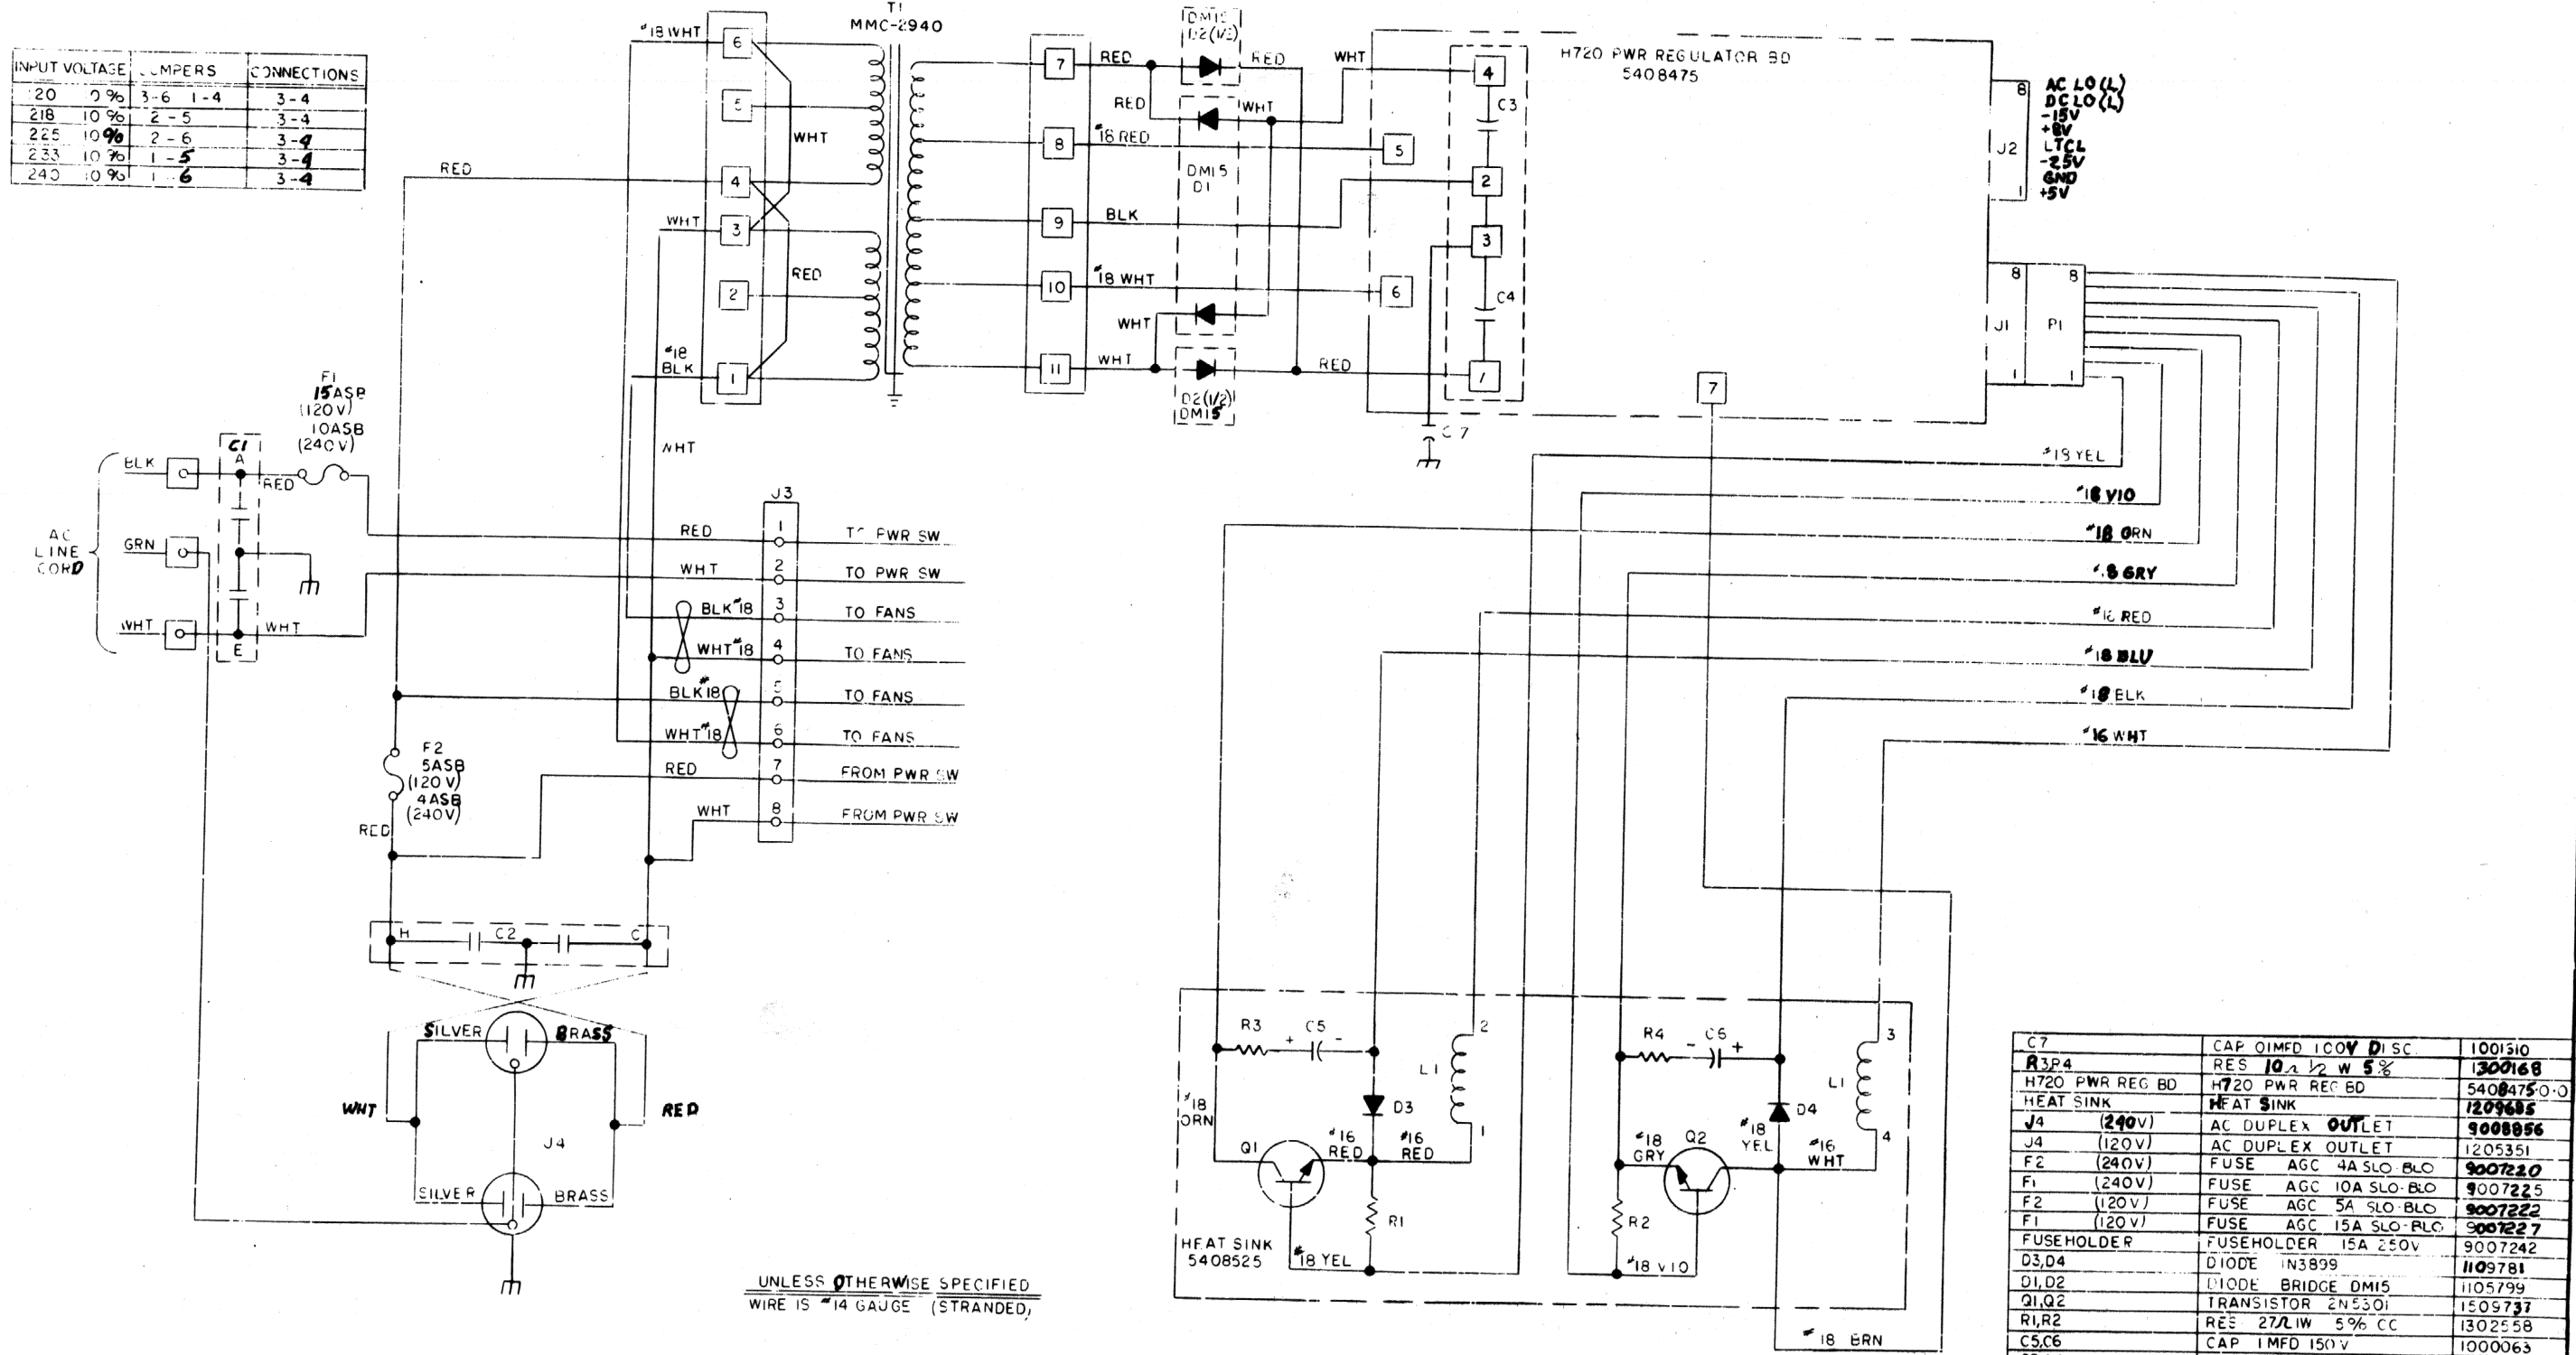 INPUT VOLTAGE JUMPERS CONNECTIONS
120 10% 3-6 1-4 3-4
218 10% 2-5 3-4
225 10% 2-6 3-4
233 10% 1-5 3-4
240 10% 1-6 3-4
T1
MMC-2940
#18 WHT
6
5
4
3
2
1
WHT
RED
RED
WHT
#18
BLK
WHT
7
8
9
10
11
RED
RED
#18 RED
BLK
#18 WHT
WHT
WHT
DM15
D2(1/2)
RED
WHT
DM15
D1
D2(1/2)
DM15
RED
WHT
4
C3
5
2
3
6
C4
1
C7
H720 PWR REGULATOR BD
5408475
7
8
J2
1
AC LO(L)
DC LO(L)
-15V
+8V
LTCL
-25V
GND
+5V
8 8
J1 P1
1 1
F1
15ASB
(120V)
10ASB
(240V)
AC
LINE
CORD
BLK
GRN
WHT
C1
A
E
RED
WHT
J3
RED 1 TO PWR SW
WHT 2 TO PWR SW
BLK #18 3 TO FANS
WHT #18 4 TO FANS
BLK #18 5 TO FANS
WHT #18 6 TO FANS
RED 7 FROM PWR SW
WHT 8 FROM PWR SW
F2
5ASB
(120V)
4ASB
(240V)
RED
H C2 C
SILVER BRASS
WHT RED
J4
SILVER BRASS
#18 YEL
#18 VIO
#18 ORN
#18 GRY
#16 RED
#18 BLU
#18 BLK
#16 WHT
R3 + C5 -
2
L1
1
D3
#18
ORN
Q1
#16
RED
#16
RED
R1
HEAT SINK
5408525
#18 YEL
R4 - C6 +
3
L1
4
D4
#18
GRY
Q2
#18
YEL
#16
WHT
R2
#18 VIO
#18 BRN
UNLESS OTHERWISE SPECIFIED
WIRE IS #14 GAUGE (STRANDED)
C7 CAP .01MFD 100V DISC. 1001610
R3,R4 RES 10Ω 1/2 W 5% 1300168
H720 PWR REG BD H720 PWR REG BD 5408475-0-0
HEAT SINK HEAT SINK 1209685
J4 (240V) AC DUPLEX OUTLET 9008856
J4 (120V) AC DUPLEX OUTLET 1205351
F2 (240V) FUSE AGC 4A SLO-BLO 9007220
F1 (240V) FUSE AGC 10A SLO-BLO 9007225
F2 (120V) FUSE AGC 5A SLO-BLO 9007222
F1 (120V) FUSE AGC 15A SLO-BLO 9007227
FUSEHOLDER FUSEHOLDER 15A 250V 9007242
D3,D4 DIODE 1N3899 1109781
D1,D2 DIODE BRIDGE DM15 1105799
Q1,Q2 TRANSISTOR 2N5301 1509737
R1,R2 RES 27Ω 1W 5% CC 1302558
C5,C6 CAP 1MFD 150V 1000063